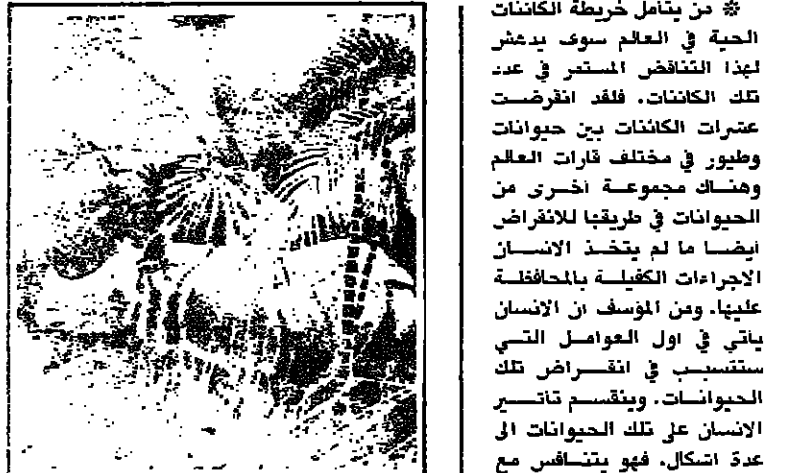 ❊ من يتأمل خريطة الكائنات
الحية في العالم سوف يدهش
لهذا التناقص المستمر في عدد
تلك الكائنات. فلقد انقرضت
عشرات الكائنات بين حيوانات
وطيور في مختلف قارات العالم
وهناك مجموعة اخرى من
الحيوانات في طريقها للانقراض
ايضا ما لم يتخذ الانسان
الاجراءات الكفيلة بالمحافظة
عليها. ومن المؤسف ان الانسان
يأتي في اول العوامل التي
ستتسبب في انقراض تلك
الحيوانات. وينقسم تاثير
الانسان على تلك الحيوانات الى
عدة اشكال. فهو يتنافس مع